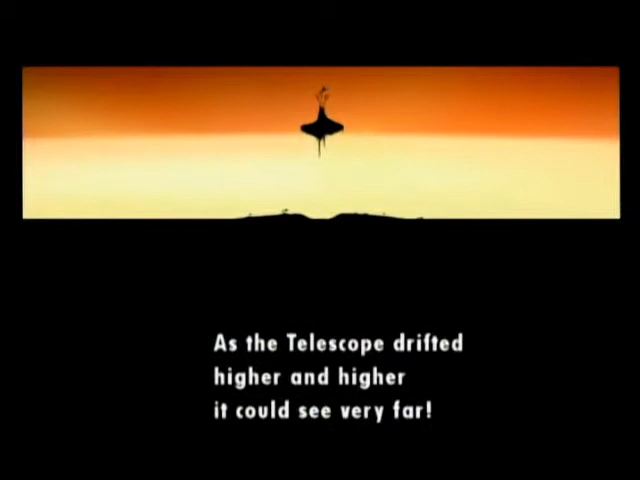 As the Telescope drifted
higher and higher
it could see very far!